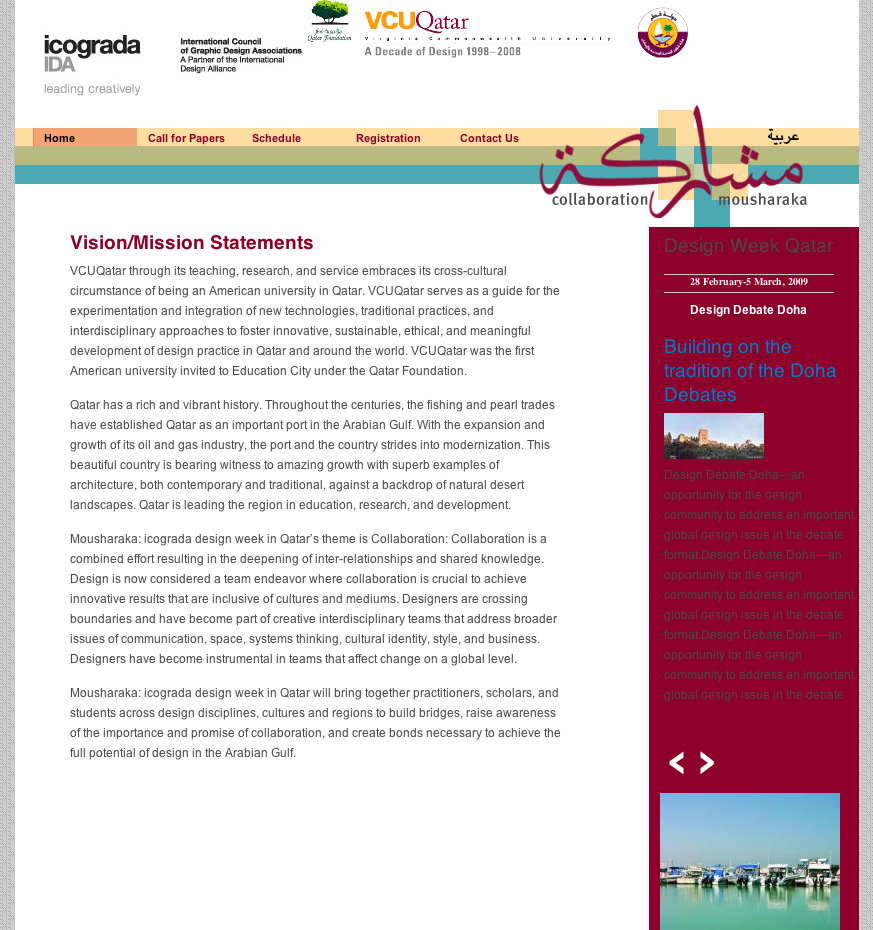 icograda
IDA
leading creatively
International Council
of Graphic Design Associations
A Partner of the International
Design Alliance
Qatar Foundation
VCUQatar
Virginia Commonwealth University
A Decade of Design 1998–2008
Home
Call for Papers
Schedule
Registration
Contact Us
عربية
مشاركة
collaboration
mousharaka
Vision/Mission Statements
VCUQatar through its teaching, research, and service embraces its cross-cultural
circumstance of being an American university in Qatar. VCUQatar serves as a guide for the
experimentation and integration of new technologies, traditional practices, and
interdisciplinary approaches to foster innovative, sustainable, ethical, and meaningful
development of design practice in Qatar and around the world. VCUQatar was the first
American university invited to Education City under the Qatar Foundation.
Qatar has a rich and vibrant history. Throughout the centuries, the fishing and pearl trades
have established Qatar as an important port in the Arabian Gulf. With the expansion and
growth of its oil and gas industry, the port and the country strides into modernization. This
beautiful country is bearing witness to amazing growth with superb examples of
architecture, both contemporary and traditional, against a backdrop of natural desert
landscapes. Qatar is leading the region in education, research, and development.
Mousharaka: icograda design week in Qatar’s theme is Collaboration: Collaboration is a
combined effort resulting in the deepening of inter-relationships and shared knowledge.
Design is now considered a team endeavor where collaboration is crucial to achieve
innovative results that are inclusive of cultures and mediums. Designers are crossing
boundaries and have become part of creative interdisciplinary teams that address broader
issues of communication, space, systems thinking, cultural identity, style, and business.
Designers have become instrumental in teams that affect change on a global level.
Mousharaka: icograda design week in Qatar will bring together practitioners, scholars, and
students across design disciplines, cultures and regions to build bridges, raise awareness
of the importance and promise of collaboration, and create bonds necessary to achieve the
full potential of design in the Arabian Gulf.
Design Week Qatar
28 February-5 March, 2009
Design Debate Doha
Building on the
tradition of the Doha
Debates
Design Debate Doha—an
opportunity for the design
community to address an important
global design issue in the debate
format.Design Debate Doha—an
opportunity for the design
community to address an important
global design issue in the debate
format.Design Debate Doha—an
opportunity for the design
community to address an important
global design issue in the debate